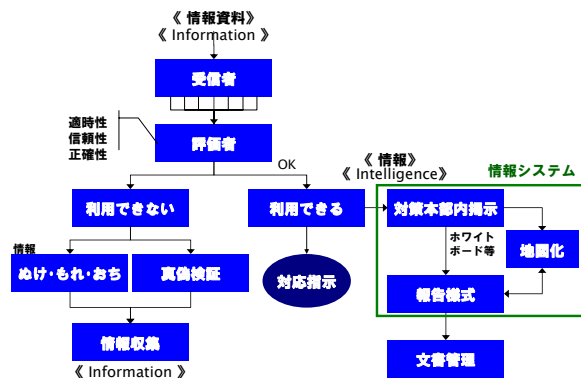 《 情報資料》
《 Information》
受信者
適時性
信頼性
正確性
評価者
OK
《 情報》
《 Intelligence》
情報システム
利用できない
利用できる
対策本部内掲示
情報
ホワイト
ボード等
地図化
ぬけ・もれ・おち
真偽検証
対応指示
報告様式
情報収集
《 Information》
文書管理